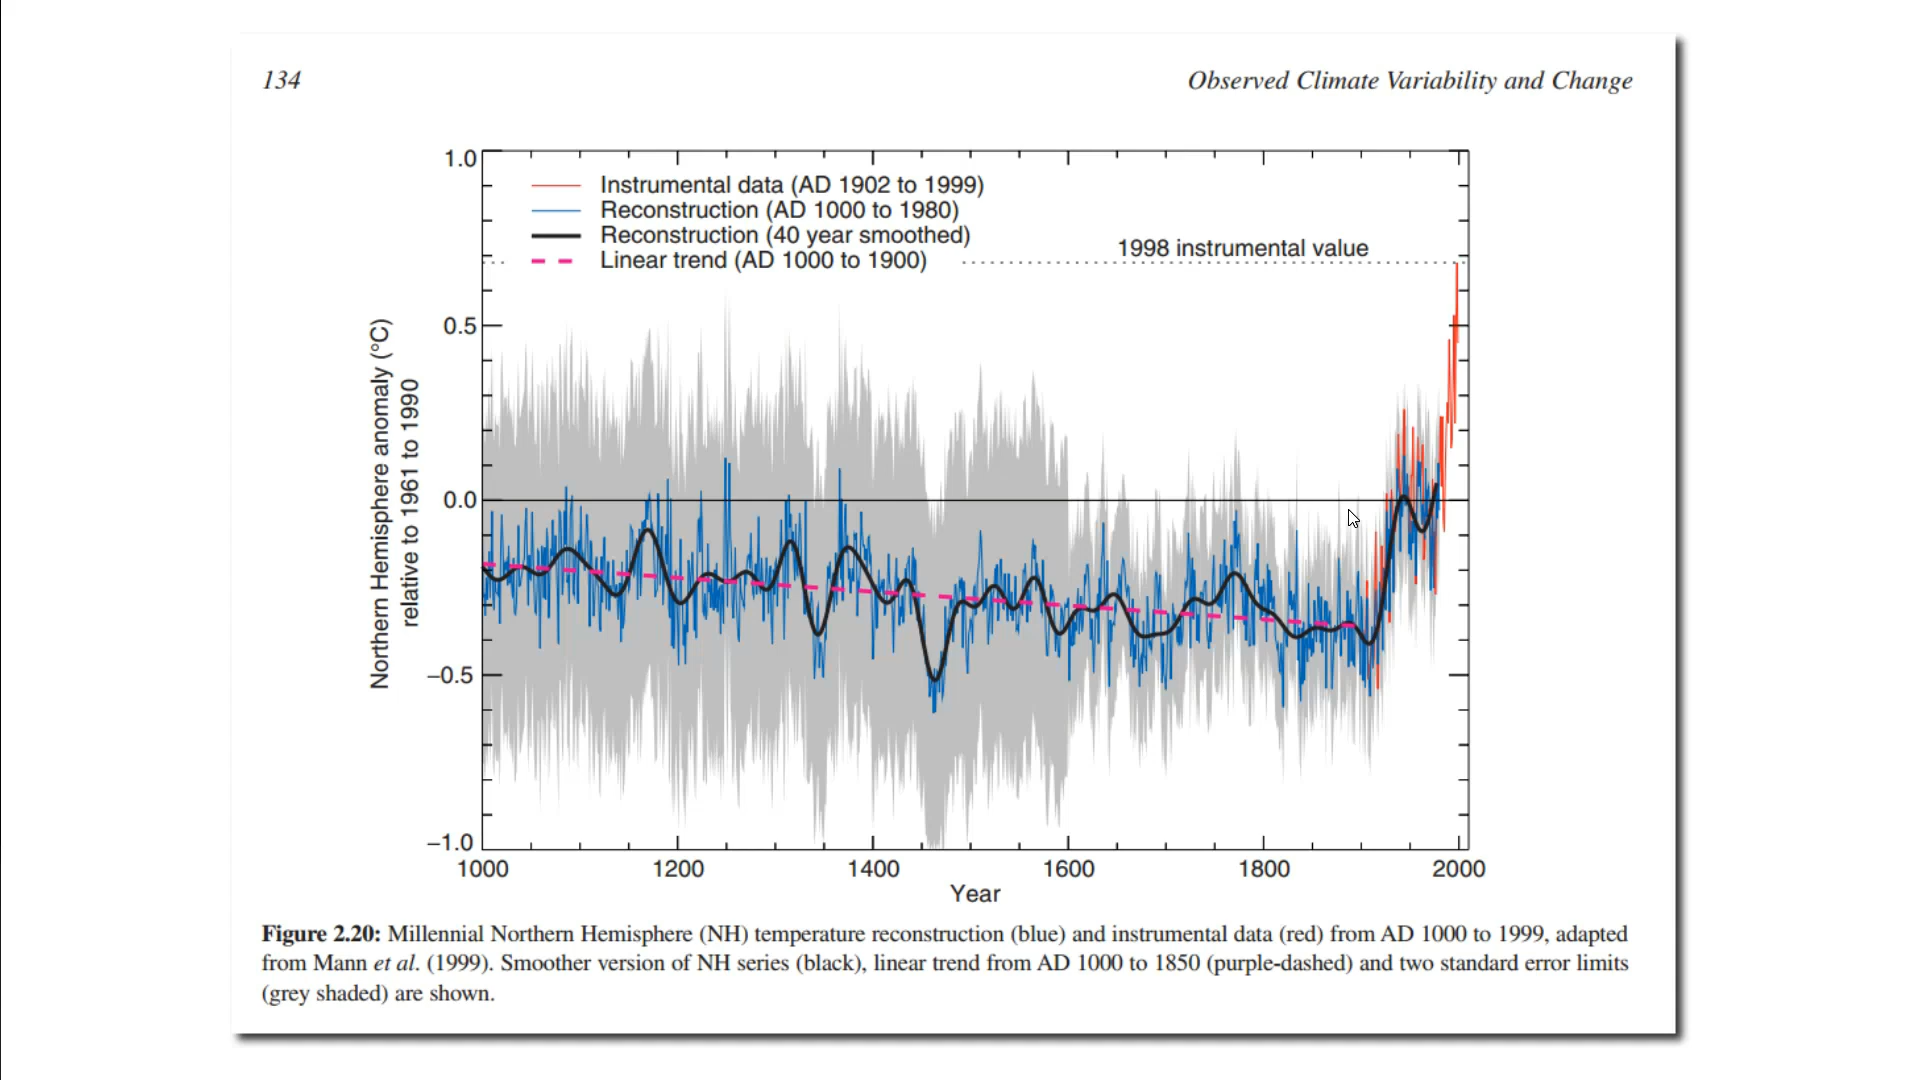 134
Observed Climate Variability and Change
1.0
Instrumental data (AD 1902 to 1999)
Reconstruction (AD 1000 to 1980)
Reconstruction (40 year smoothed)
Linear trend (AD 1000 to 1900)
1998 instrumental value
0.5
0.0
−0.5
−1.0
Northern Hemisphere anomaly (°C)
relative to 1961 to 1990
1000 1200 1400 1600 1800 2000
Year
Figure 2.20: Millennial Northern Hemisphere (NH) temperature reconstruction (blue) and instrumental data (red) from AD 1000 to 1999, adapted
from Mann et al. (1999). Smoother version of NH series (black), linear trend from AD 1000 to 1850 (purple-dashed) and two standard error limits
(grey shaded) are shown.